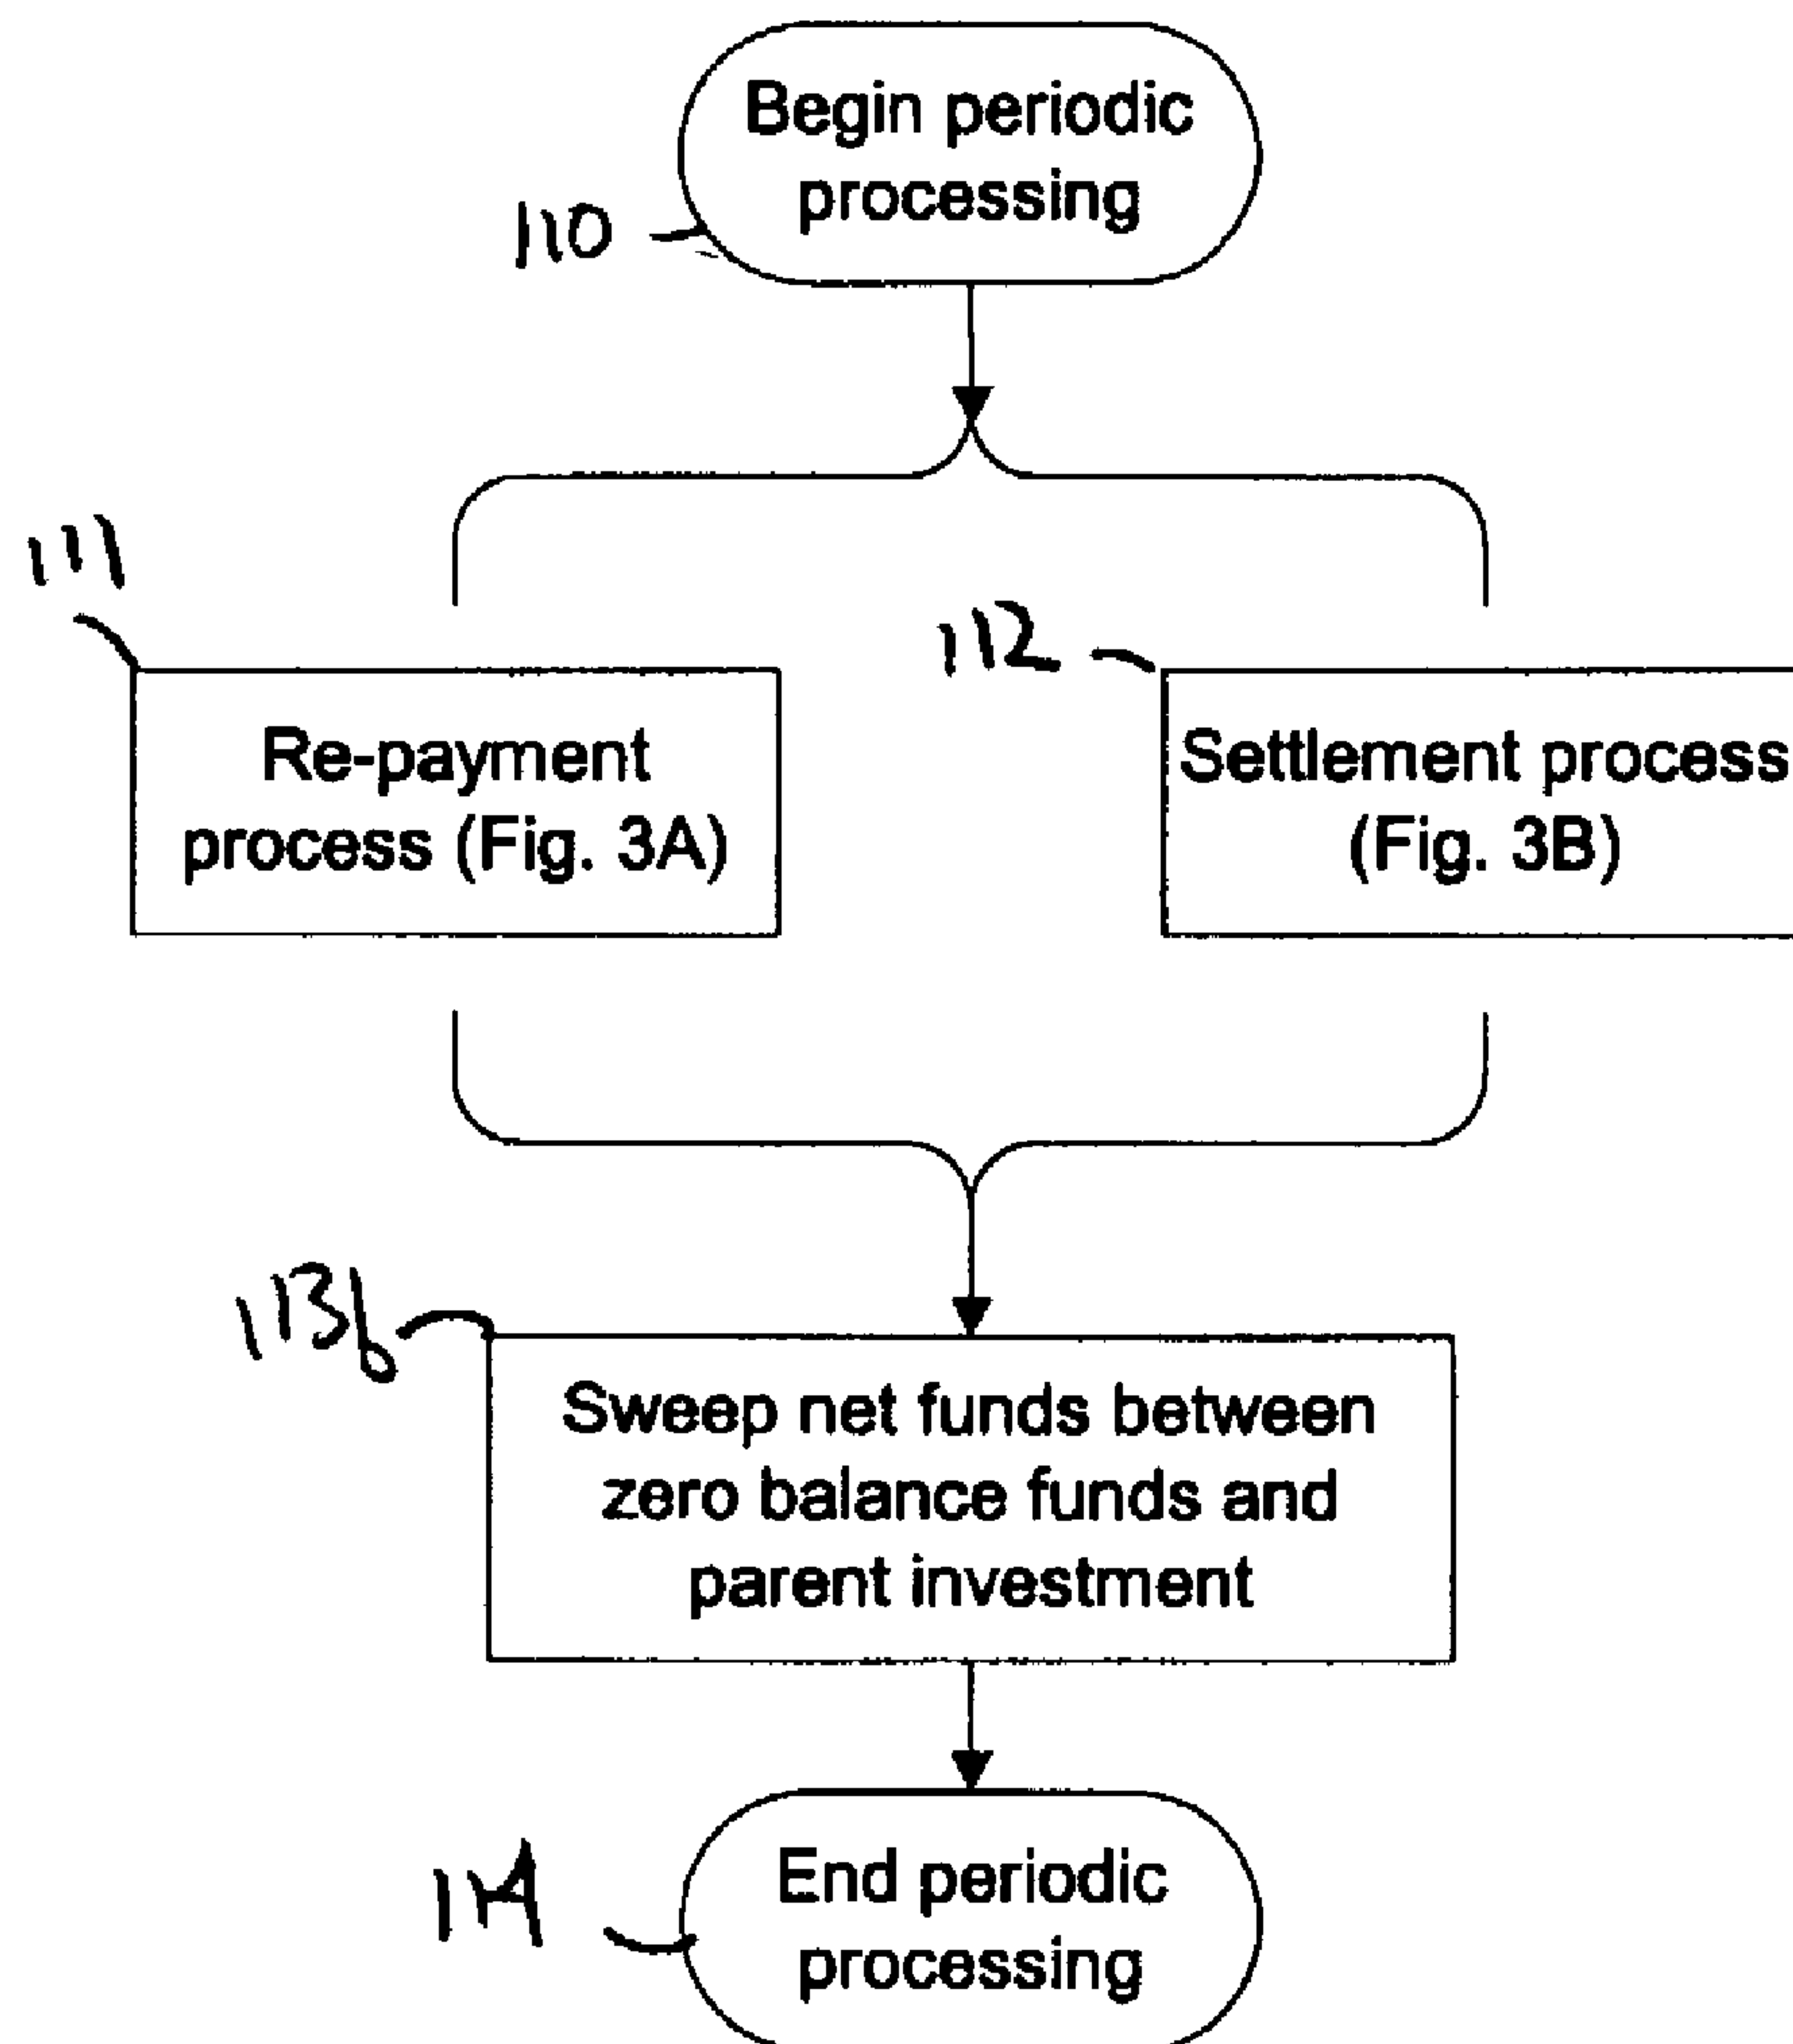 Begin periodic
processing
110
111
112
Re-payment
process (Fig. 3A)
Settlement process
(Fig. 3B)
113b
Sweep net funds between
zero balance funds and
parent investment
114
End periodic
processing